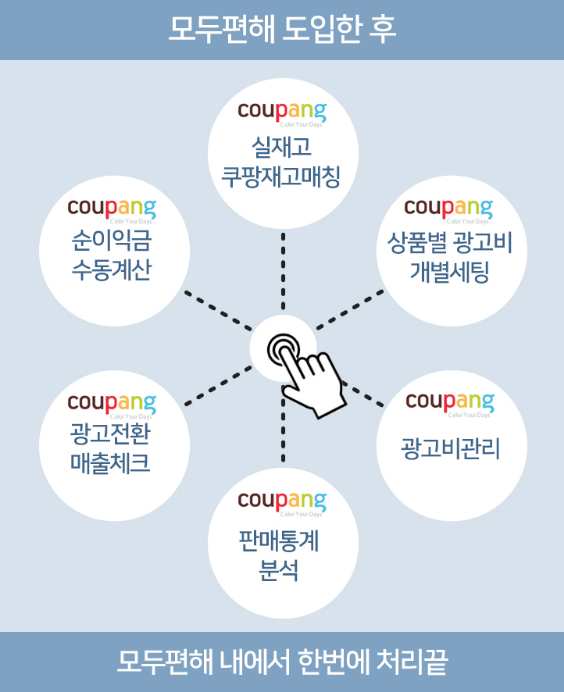 모두편해 도입한 후
coupang
Color Your Days
실재고
쿠팡재고매칭
coupang
Color Your Days
순이익금
수동계산
coupang
Color Your Days
상품별 광고비
개별세팅
coupang
Color Your Days
광고전환
매출체크
coupang
Color Your Days
광고비관리
coupang
Color Your Days
판매통계
분석
모두편해 내에서 한번에 처리끝